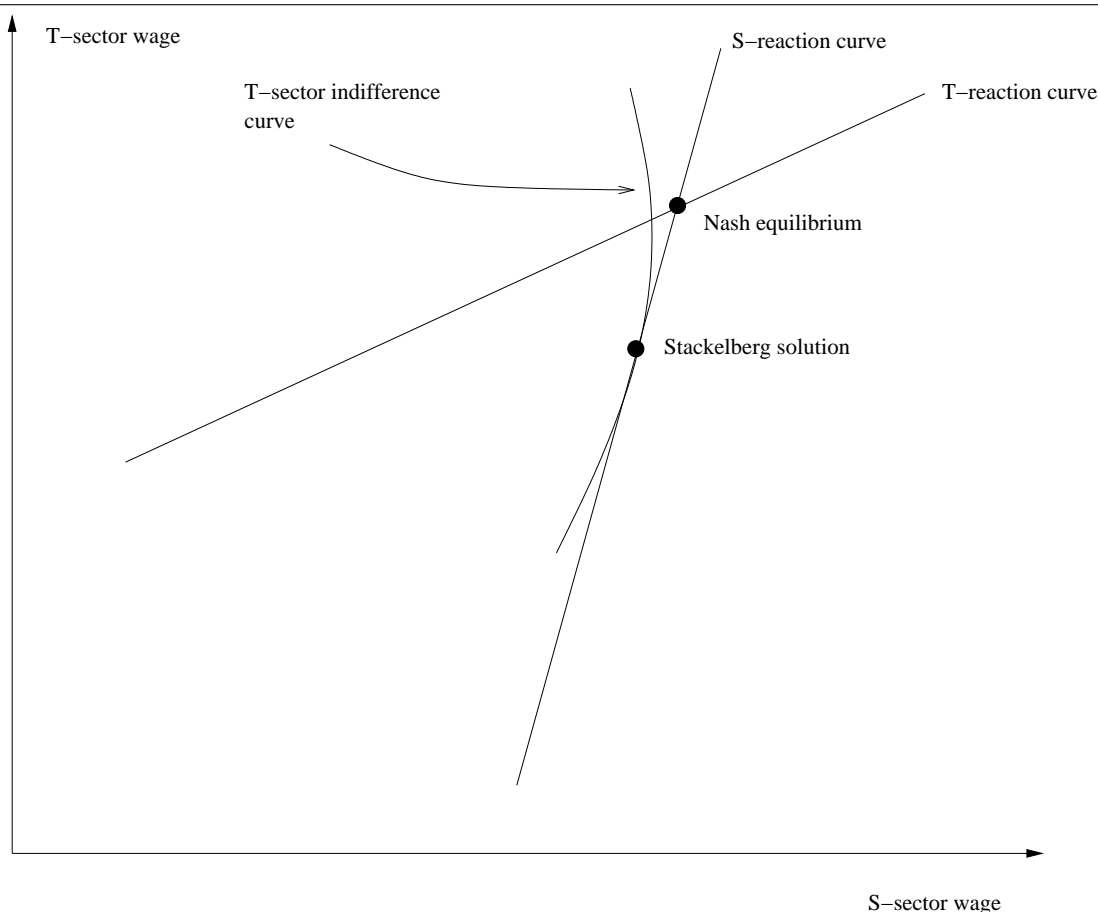 T−sector wage
S−reaction curve
T−sector indifference
curve
T−reaction curve
Nash equilibrium
Stackelberg solution
S−sector wage